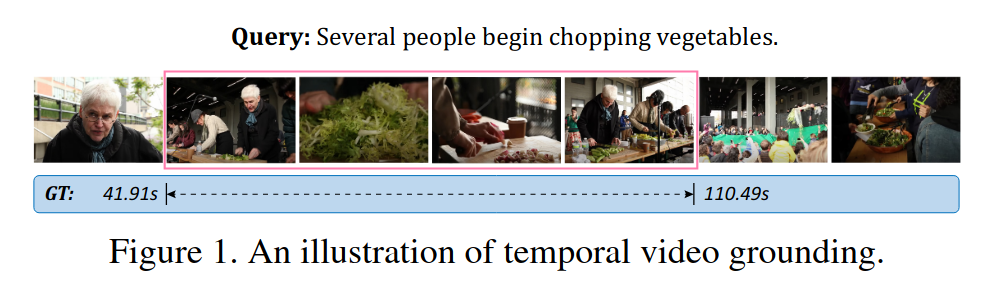 Query: Several people begin chopping vegetables.
GT: 41.91s 110.49s
Figure 1. An illustration of temporal video grounding.